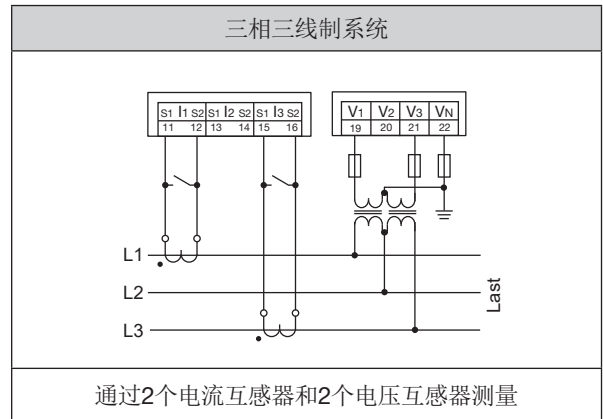 三相三线制系统
S1 I1 S2 S1 I2 S2 S1 I3 S2
11 12 13 14 15 16
V1 V2 V3 VN
19 20 21 22
L1
L2
L3
Last
通过2个电流互感器和2个电压互感器测量